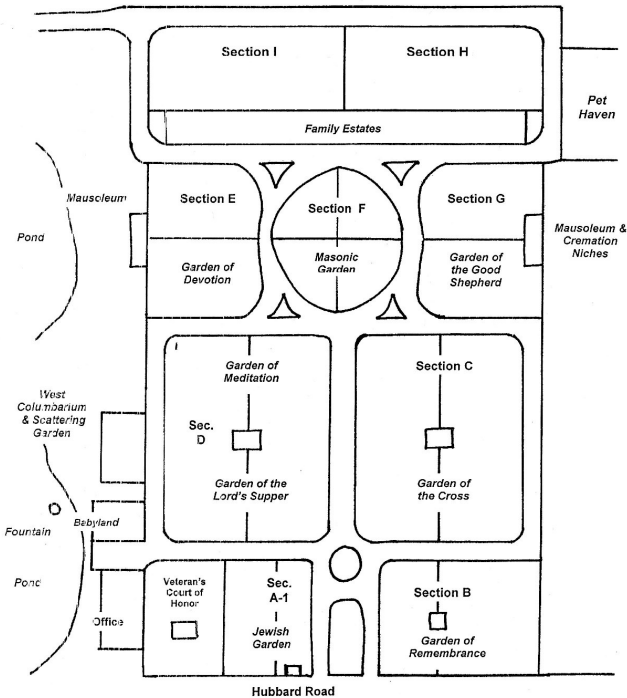 Section I
Section H
Pet
Haven
Family Estates
Mausoleum
Section E
Section F
Section G
Pond
Garden of
Devotion
Masonic
Garden
Garden of
the Good
Shepherd
Mausoleum &
Cremation
Niches
Garden of
Meditation
Section C
West
Columbarium
& Scattering
Garden
Sec.
D
Garden of the
Lord's Supper
Garden of
the Cross
Fountain
Babyland
Pond
Office
Veteran's
Court of
Honor
Sec.
A-1
Jewish
Garden
Section B
Garden of
Remembrance
Hubbard Road